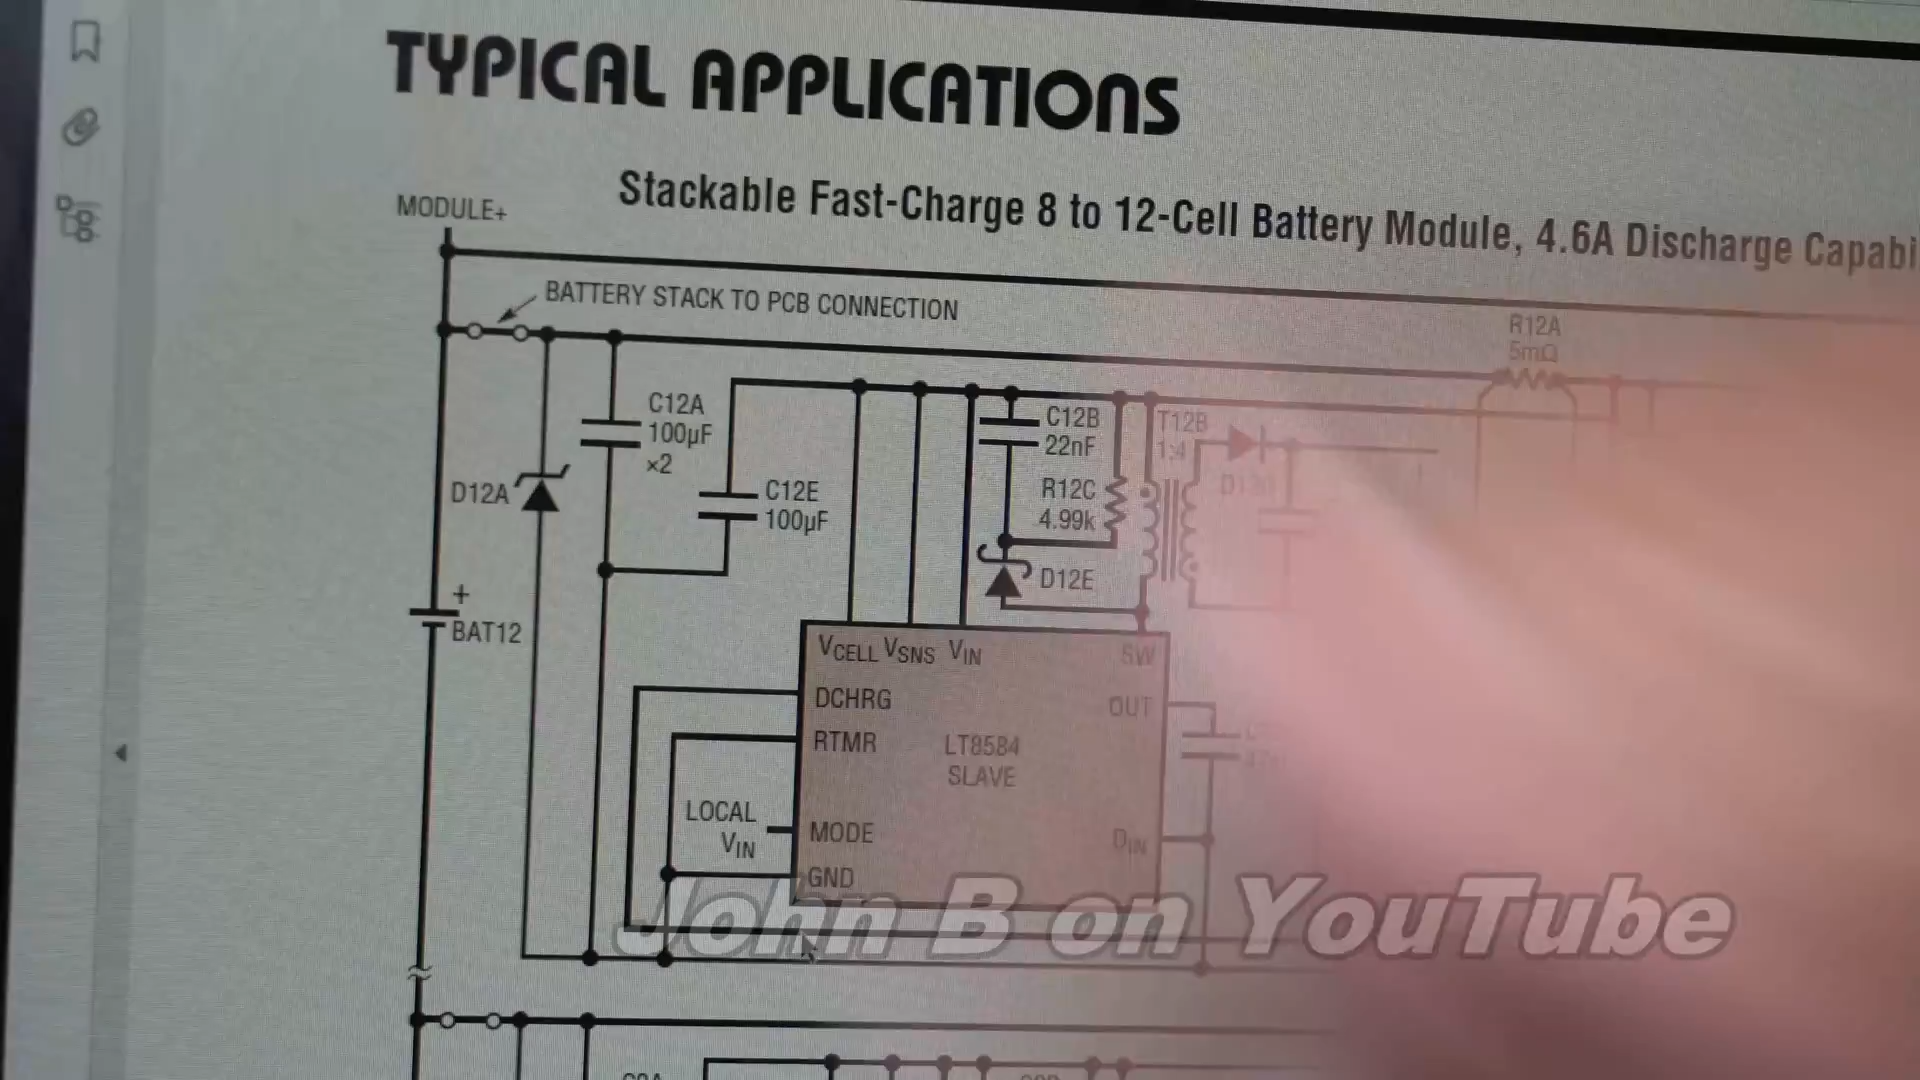 TYPICAL APPLICATIONS
Stackable Fast-Charge 8 to 12-Cell Battery Module, 4.6A Discharge Capabi
MODULE+
BATTERY STACK TO PCB CONNECTION
R12A
5mΩ
C12A
100µF
×2
C12B
22nF
T12B
1:4
D12A
C12E
100µF
R12C
4.99k
D12E
+
BAT12
VCELL VSNS VIN
SW
DCHRG
OUT
RTMR
LT8584
SLAVE
LOCAL
VIN
MODE
DIN
GND
John B on YouTube